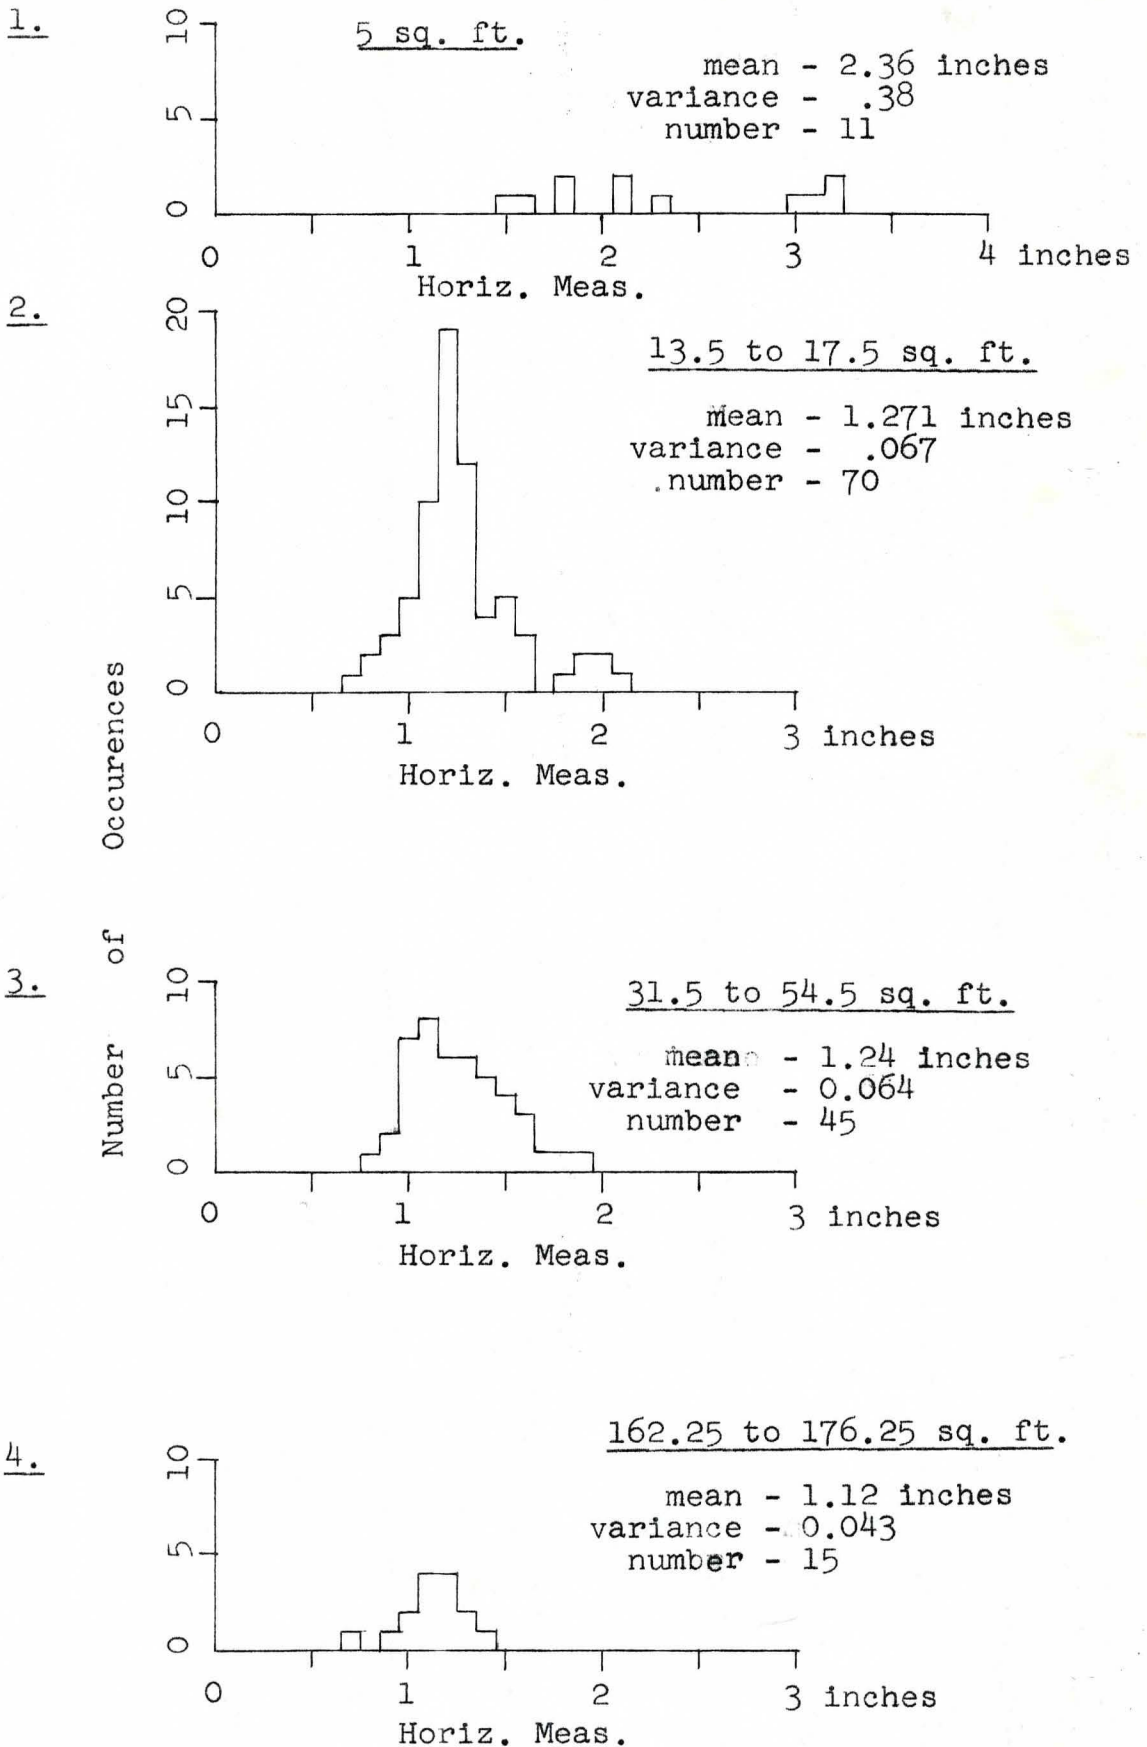 1.
10
5 sq. ft.
mean - 2.36 inches
variance - .38
number - 11
5
0
0 1 2 3 4 inches
Horiz. Meas.
2.
20
13.5 to 17.5 sq. ft.
mean - 1.271 inches
variance - .067
number - 70
15
10
5
0
0 1 2 3 inches
Horiz. Meas.
Number of Occurences
3.
10
31.5 to 54.5 sq. ft.
mean - 1.24 inches
variance - 0.064
number - 45
5
0
0 1 2 3 inches
Horiz. Meas.
4.
10
162.25 to 176.25 sq. ft.
mean - 1.12 inches
variance - 0.043
number - 15
5
0
0 1 2 3 inches
Horiz. Meas.